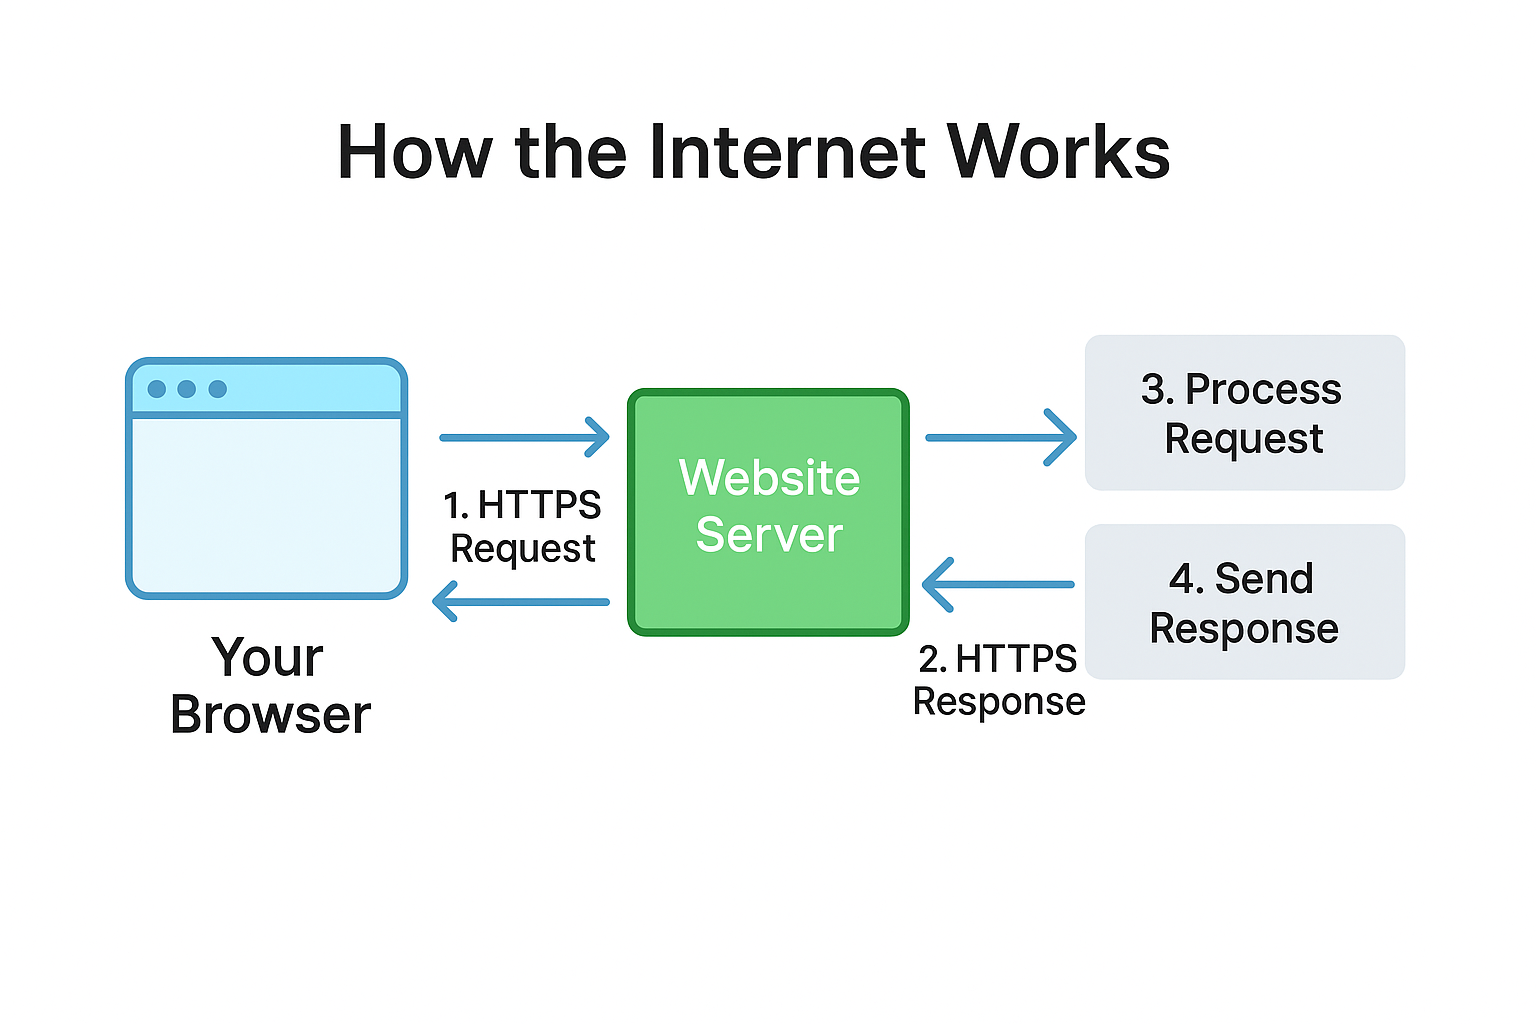 How the Internet Works
1. HTTPS
Request
Your
Browser
Website
Server
2. HTTPS
Response
3. Process
Request
4. Send
Response